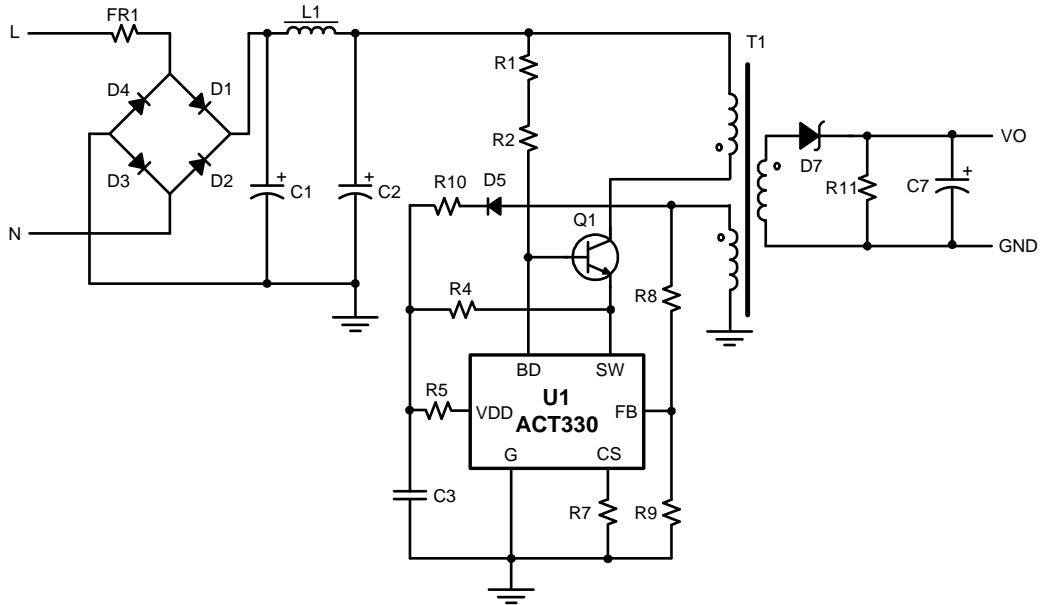 FR1
L
L1
T1
D4
D1
R1
D3
D2
C1
+
C2
+
R2
D7
VO
R11
C7
+
R10
D5
Q1
N
GND
R4
R8
BD
SW
R5
VDD
U1
ACT330
FB
G
CS
C3
R7
R9